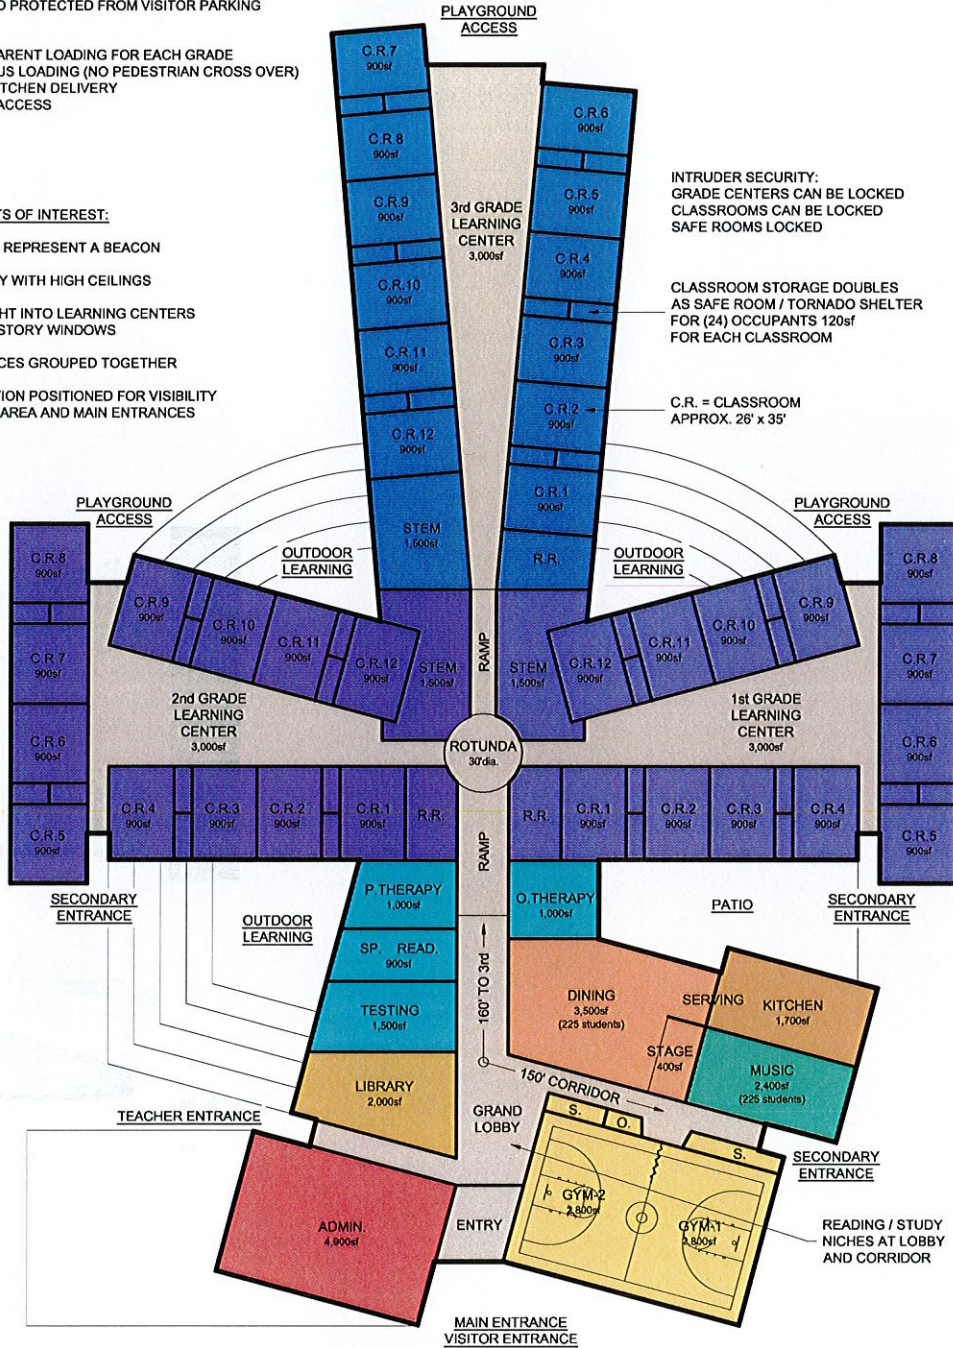 O PROTECTED FROM VISITOR PARKING
ARENT LOADING FOR EACH GRADE
US LOADING (NO PEDESTRIAN CROSS OVER)
TCHEN DELIVERY
ACCESS
TS OF INTEREST:
REPRESENT A BEACON
Y WITH HIGH CEILINGS
HT INTO LEARNING CENTERS
STORY WINDOWS
CES GROUPED TOGETHER
TION POSITIONED FOR VISIBILITY
AREA AND MAIN ENTRANCES
PLAYGROUND
ACCESS
C.R.7
900sf
C.R.8
900sf
C.R.9
900sf
C.R.10
900sf
C.R.11
900sf
C.R.12
900sf
STEM
1,500sf
3rd GRADE
LEARNING
CENTER
3,000sf
C.R.6
900sf
C.R.5
900sf
C.R.4
900sf
C.R.3
900sf
C.R.2
900sf
C.R.1
900sf
R.R.
INTRUDER SECURITY:
GRADE CENTERS CAN BE LOCKED
CLASSROOMS CAN BE LOCKED
SAFE ROOMS LOCKED
CLASSROOM STORAGE DOUBLES
AS SAFE ROOM / TORNADO SHELTER
FOR (24) OCCUPANTS 120sf
FOR EACH CLASSROOM
C.R. = CLASSROOM
APPROX. 26' x 35'
PLAYGROUND
ACCESS
OUTDOOR
LEARNING
OUTDOOR
LEARNING
PLAYGROUND
ACCESS
C.R.8
900sf
C.R.7
900sf
C.R.6
900sf
C.R.5
900sf
C.R.9
900sf
C.R.10
900sf
C.R.11
900sf
C.R.12
900sf
STEM
1,500sf
2nd GRADE
LEARNING
CENTER
3,000sf
RAMP
STEM
1,500sf
C.R.12
900sf
C.R.11
900sf
C.R.10
900sf
C.R.9
900sf
1st GRADE
LEARNING
CENTER
3,000sf
C.R.8
900sf
C.R.7
900sf
C.R.6
900sf
C.R.5
900sf
ROTUNDA
30'dia.
C.R.4
900sf
C.R.3
900sf
C.R.2
900sf
C.R.1
900sf
R.R.
RAMP
R.R.
C.R.1
900sf
C.R.2
900sf
C.R.3
900sf
C.R.4
900sf
SECONDARY
ENTRANCE
OUTDOOR
LEARNING
P.THERAPY
1,000sf
SP. READ.
900sf
TESTING
1,500sf
LIBRARY
2,000sf
O.THERAPY
1,000sf
PATIO
SECONDARY
ENTRANCE
160' TO 3rd
DINING
3,500sf
(225 students)
SERVING
KITCHEN
1,700sf
STAGE
400sf
MUSIC
2,400sf
(225 students)
150' CORRIDOR
GRAND
LOBBY
TEACHER ENTRANCE
S.
O.
S.
SECONDARY
ENTRANCE
ADMIN.
4,900sf
ENTRY
GYM-2
2,800sf
GYM-1
2,800sf
READING / STUDY
NICHES AT LOBBY
AND CORRIDOR
MAIN ENTRANCE
VISITOR ENTRANCE